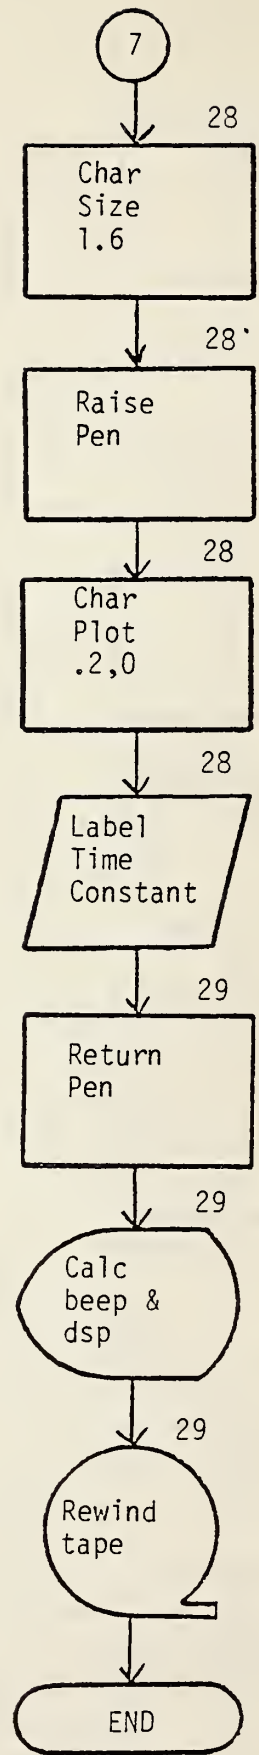 7
28
Char
Size
1.6
28
Raise
Pen
28
Char
Plot
.2,0
28
Label
Time
Constant
29
Return
Pen
29
Calc
beep &
dsp
29
Rewind
tape
END